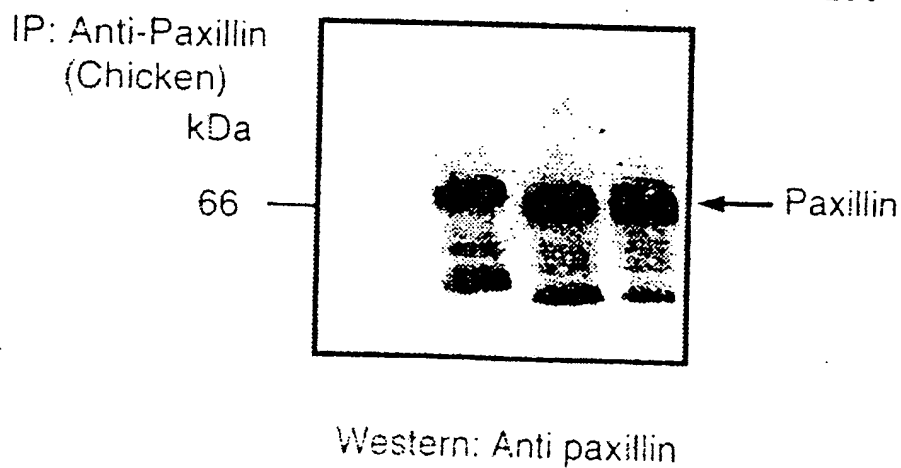 IP: Anti-Paxillin
(Chicken)
kDa
66
Paxillin
Western: Anti paxillin